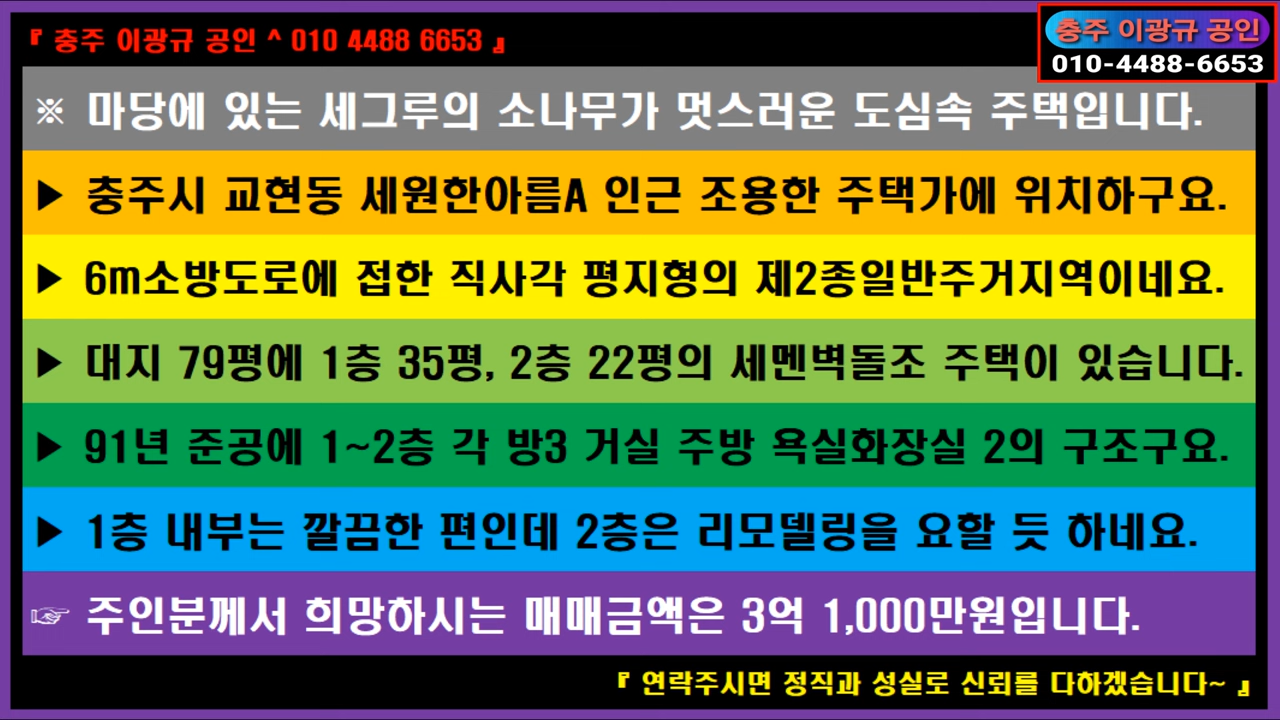 『 충주 이광규 공인 ^ 010 4488 6653 』
충주 이광규 공인
010-4488-6653
※ 마당에 있는 세그루의 소나무가 멋스러운 도심속 주택입니다.
▶ 충주시 교현동 세원한아름A 인근 조용한 주택가에 위치하구요.
▶ 6m소방도로에 접한 직사각 평지형의 제2종일반주거지역이네요.
▶ 대지 79평에 1층 35평, 2층 22평의 세멘벽돌조 주택이 있습니다.
▶ 91년 준공에 1~2층 각 방3 거실 주방 욕실화장실 2의 구조구요.
▶ 1층 내부는 깔끔한 편인데 2층은 리모델링을 요할 듯 하네요.
☞ 주인분께서 희망하시는 매매금액은 3억 1,000만원입니다.
『 연락주시면 정직과 성실로 신뢰를 다하겠습니다~ 』